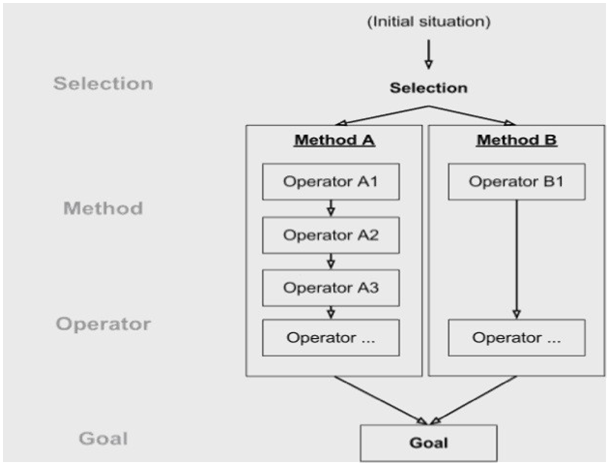 (Initial situation)
Selection
Selection
Method A
Method B
Operator A1
Operator B1
Method
Operator A2
Operator A3
Operator
Operator ...
Operator ...
Goal
Goal